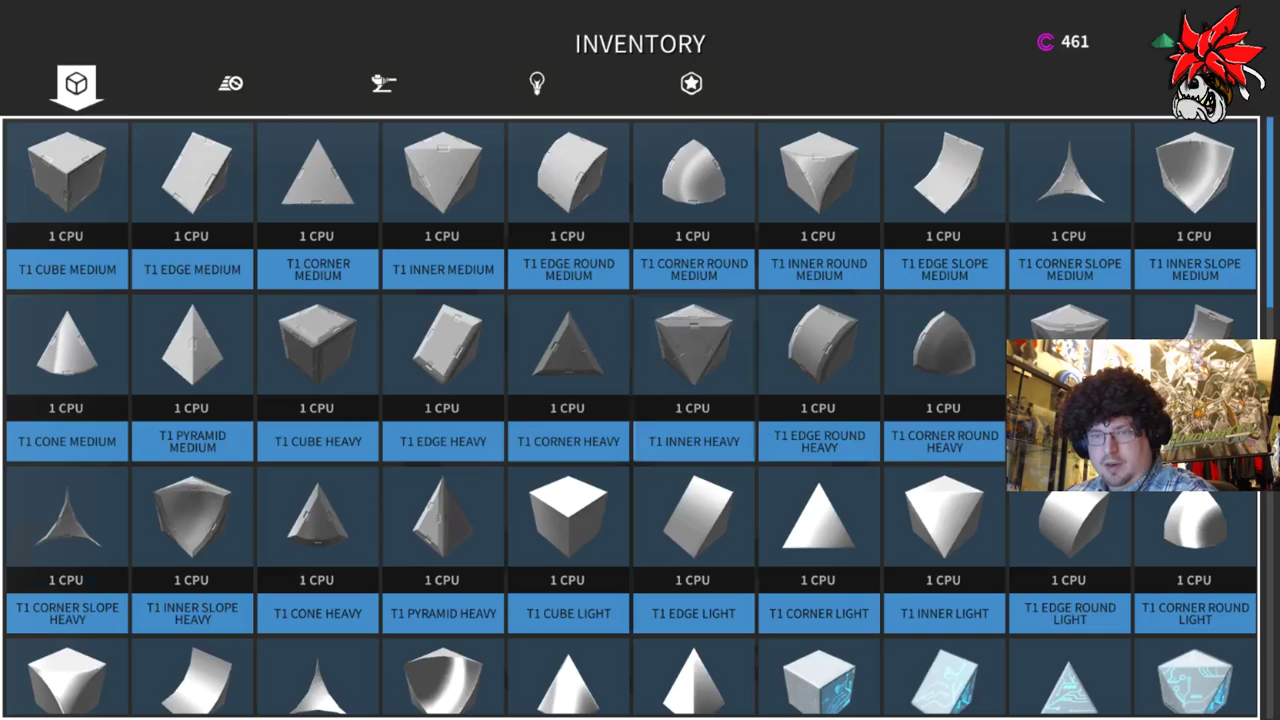 INVENTORY
461
1 CPU 1 CPU 1 CPU 1 CPU 1 CPU 1 CPU 1 CPU 1 CPU 1 CPU 1 CPU
T1 CUBE MEDIUM
T1 EDGE MEDIUM
T1 CORNER
MEDIUM
T1 INNER MEDIUM
T1 EDGE ROUND
MEDIUM
T1 CORNER ROUND
MEDIUM
T1 INNER ROUND
MEDIUM
T1 EDGE SLOPE
MEDIUM
T1 CORNER SLOPE
MEDIUM
T1 INNER SLOPE
MEDIUM
1 CPU 1 CPU 1 CPU 1 CPU 1 CPU 1 CPU 1 CPU 1 CPU
T1 CONE MEDIUM
T1 PYRAMID
MEDIUM
T1 CUBE HEAVY
T1 EDGE HEAVY
T1 CORNER HEAVY
T1 INNER HEAVY
T1 EDGE ROUND
HEAVY
T1 CORNER ROUND
HEAVY
1 CPU 1 CPU 1 CPU 1 CPU 1 CPU 1 CPU 1 CPU 1 CPU 1 CPU 1 CPU
T1 CORNER SLOPE
HEAVY
T1 INNER SLOPE
HEAVY
T1 CONE HEAVY
T1 PYRAMID HEAVY
T1 CUBE LIGHT
T1 EDGE LIGHT
T1 CORNER LIGHT
T1 INNER LIGHT
T1 EDGE ROUND
LIGHT
T1 CORNER ROUND
LIGHT